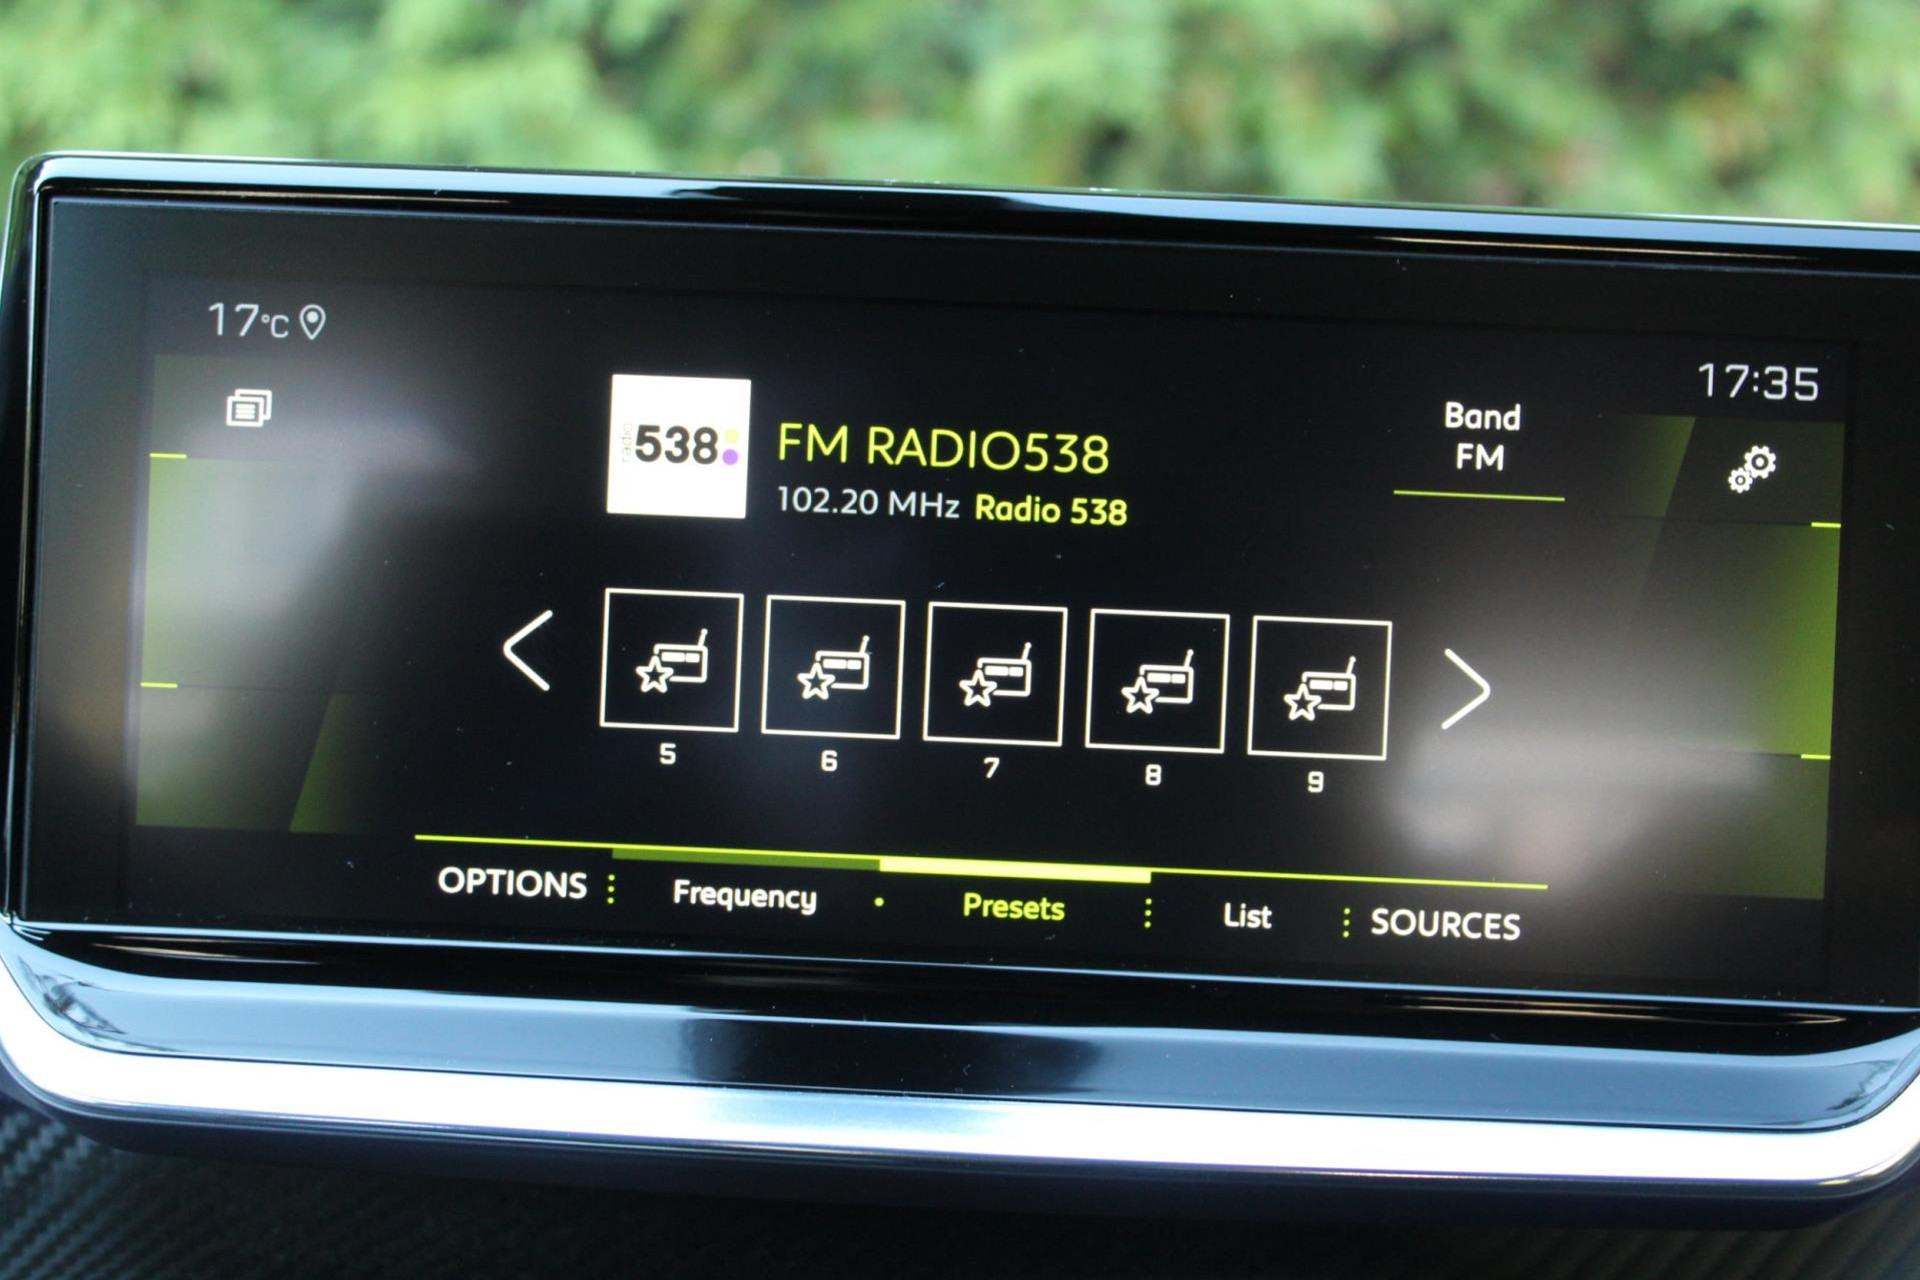 17°C
17:35
radio
538
FM RADIO538
102.20 MHz Radio 538
Band
FM
5 6 7 8 9
OPTIONS Frequency Presets List SOURCES